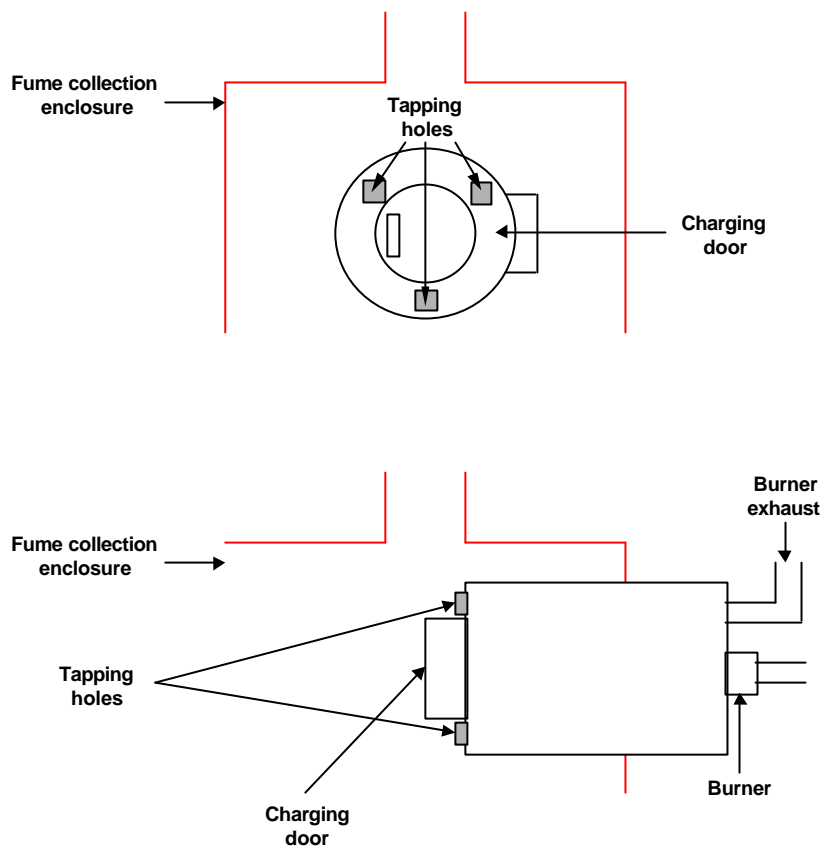 Fume collection
enclosure
Tapping
holes
Charging
door
Burner
exhaust
Fume collection
enclosure
Tapping
holes
Burner
Charging
door